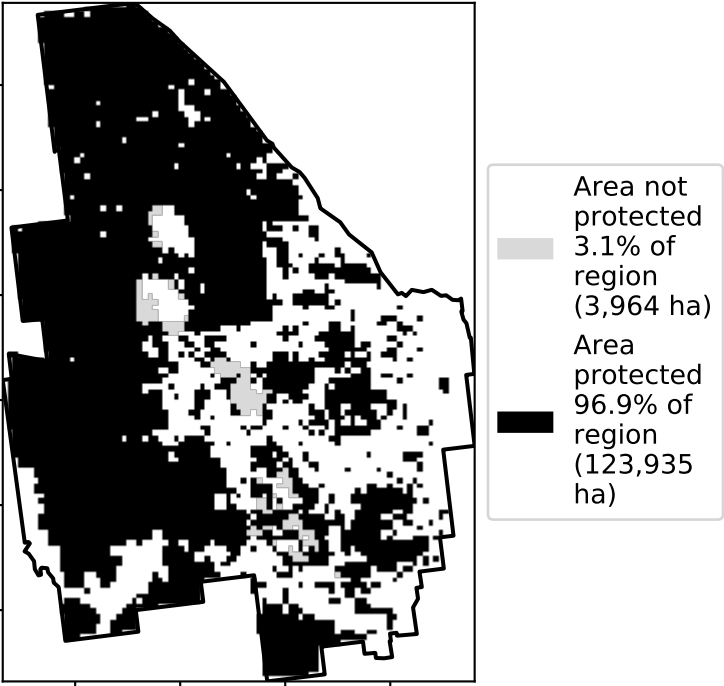 Area not
protected
3.1% of
region
(3,964 ha)
Area
protected
96.9% of
region
(123,935
ha)